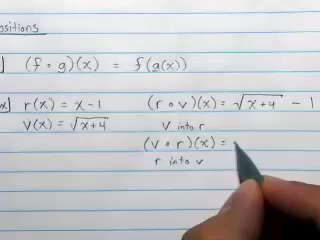 ositions
] (f ∘ g)(x) = f(g(x))
x] r(x) = x - 1 (r ∘ v)(x) = √(x+4) - 1
v(x) = √(x+4) v into r
(v ∘ r)(x) =
r into v